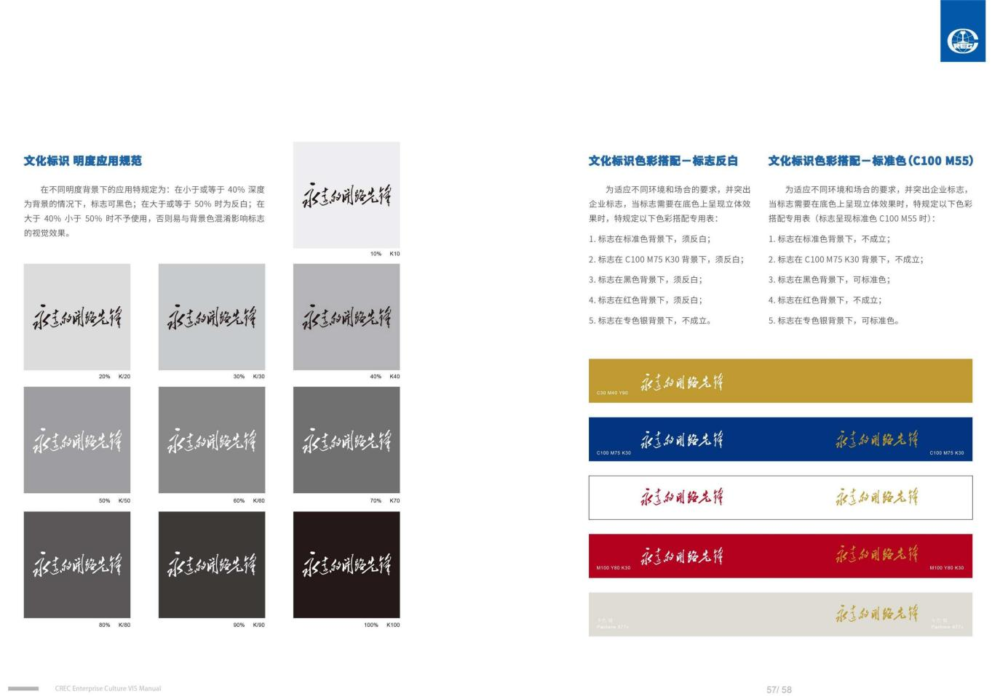 CREC
文化标识 明度应用规范
在不同明度背景下的应用特规定为：在小于或等于 40% 深度
为背景的情况下，标志可黑色；在大于或等于 50% 时为反白；在
大于 40% 小于 50% 时不予使用，否则易与背景色混淆影响标志
的视觉效果。
永远的开路先锋
10% K10
永远的开路先锋
20% K/20
永远的开路先锋
30% K/30
永远的开路先锋
40% K40
永远的开路先锋
50% K/50
永远的开路先锋
60% K/60
永远的开路先锋
70% K70
永远的开路先锋
80% K/80
永远的开路先锋
90% K/90
永远的开路先锋
100% K100
文化标识色彩搭配－标志反白
为适应不同环境和场合的要求，并突出
企业标志，当标志需要在底色上呈现立体效
果时，特规定以下色彩搭配专用表：
1. 标志在标准色背景下，须反白；
2. 标志在 C100 M75 K30 背景下，须反白；
3. 标志在黑色背景下，须反白；
4. 标志在红色背景下，须反白；
5. 标志在专色银背景下，不成立。
文化标识色彩搭配－标准色（C100 M55）
为适应不同环境和场合的要求，并突出企业标志，
当标志需要在底色上呈现立体效果时，特规定以下色彩
搭配专用表（标志呈现标准色 C100 M55 时）：
1. 标志在标准色背景下，不成立；
2. 标志在 C100 M75 K30 背景下，不成立；
3. 标志在黑色背景下，可标准色；
4. 标志在红色背景下，不成立；
5. 标志在专色银背景下，可标准色。
C30 M40 Y90 永远的开路先锋
C100 M75 K30 永远的开路先锋 永远的开路先锋 C100 M75 K30
永远的开路先锋 永远的开路先锋
M100 Y80 K30 永远的开路先锋 永远的开路先锋 M100 Y80 K30
永远的开路先锋
Pantone 877c Pantone 877c
CREC Enterprise Culture VIS Manual
57/ 58